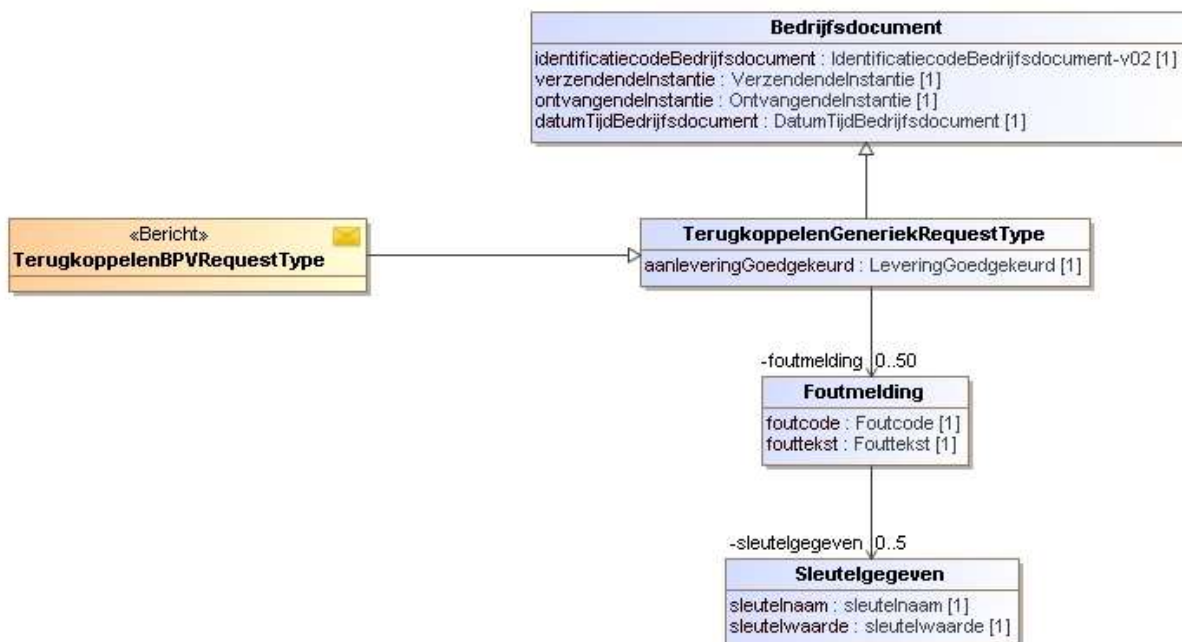 Bedrijfsdocument
identificatiecodeBedrijfsdocument : IdentificatiecodeBedrijfsdocument-v02 [1]
verzendendeInstantie : VerzendendeInstantie [1]
ontvangendeInstantie : OntvangendeInstantie [1]
datumTijdBedrijfsdocument : DatumTijdBedrijfsdocument [1]
«Bericht»
TerugkoppelenBPVRequestType
TerugkoppelenGeneriekRequestType
aanleveringGoedgekeurd : LeveringGoedgekeurd [1]
-foutmelding 0..50
Foutmelding
foutcode : Foutcode [1]
fouttekst : Fouttekst [1]
-sleutelgegeven 0..5
Sleutelgegeven
sleutelnaam : sleutelnaam [1]
sleutelwaarde : sleutelwaarde [1]